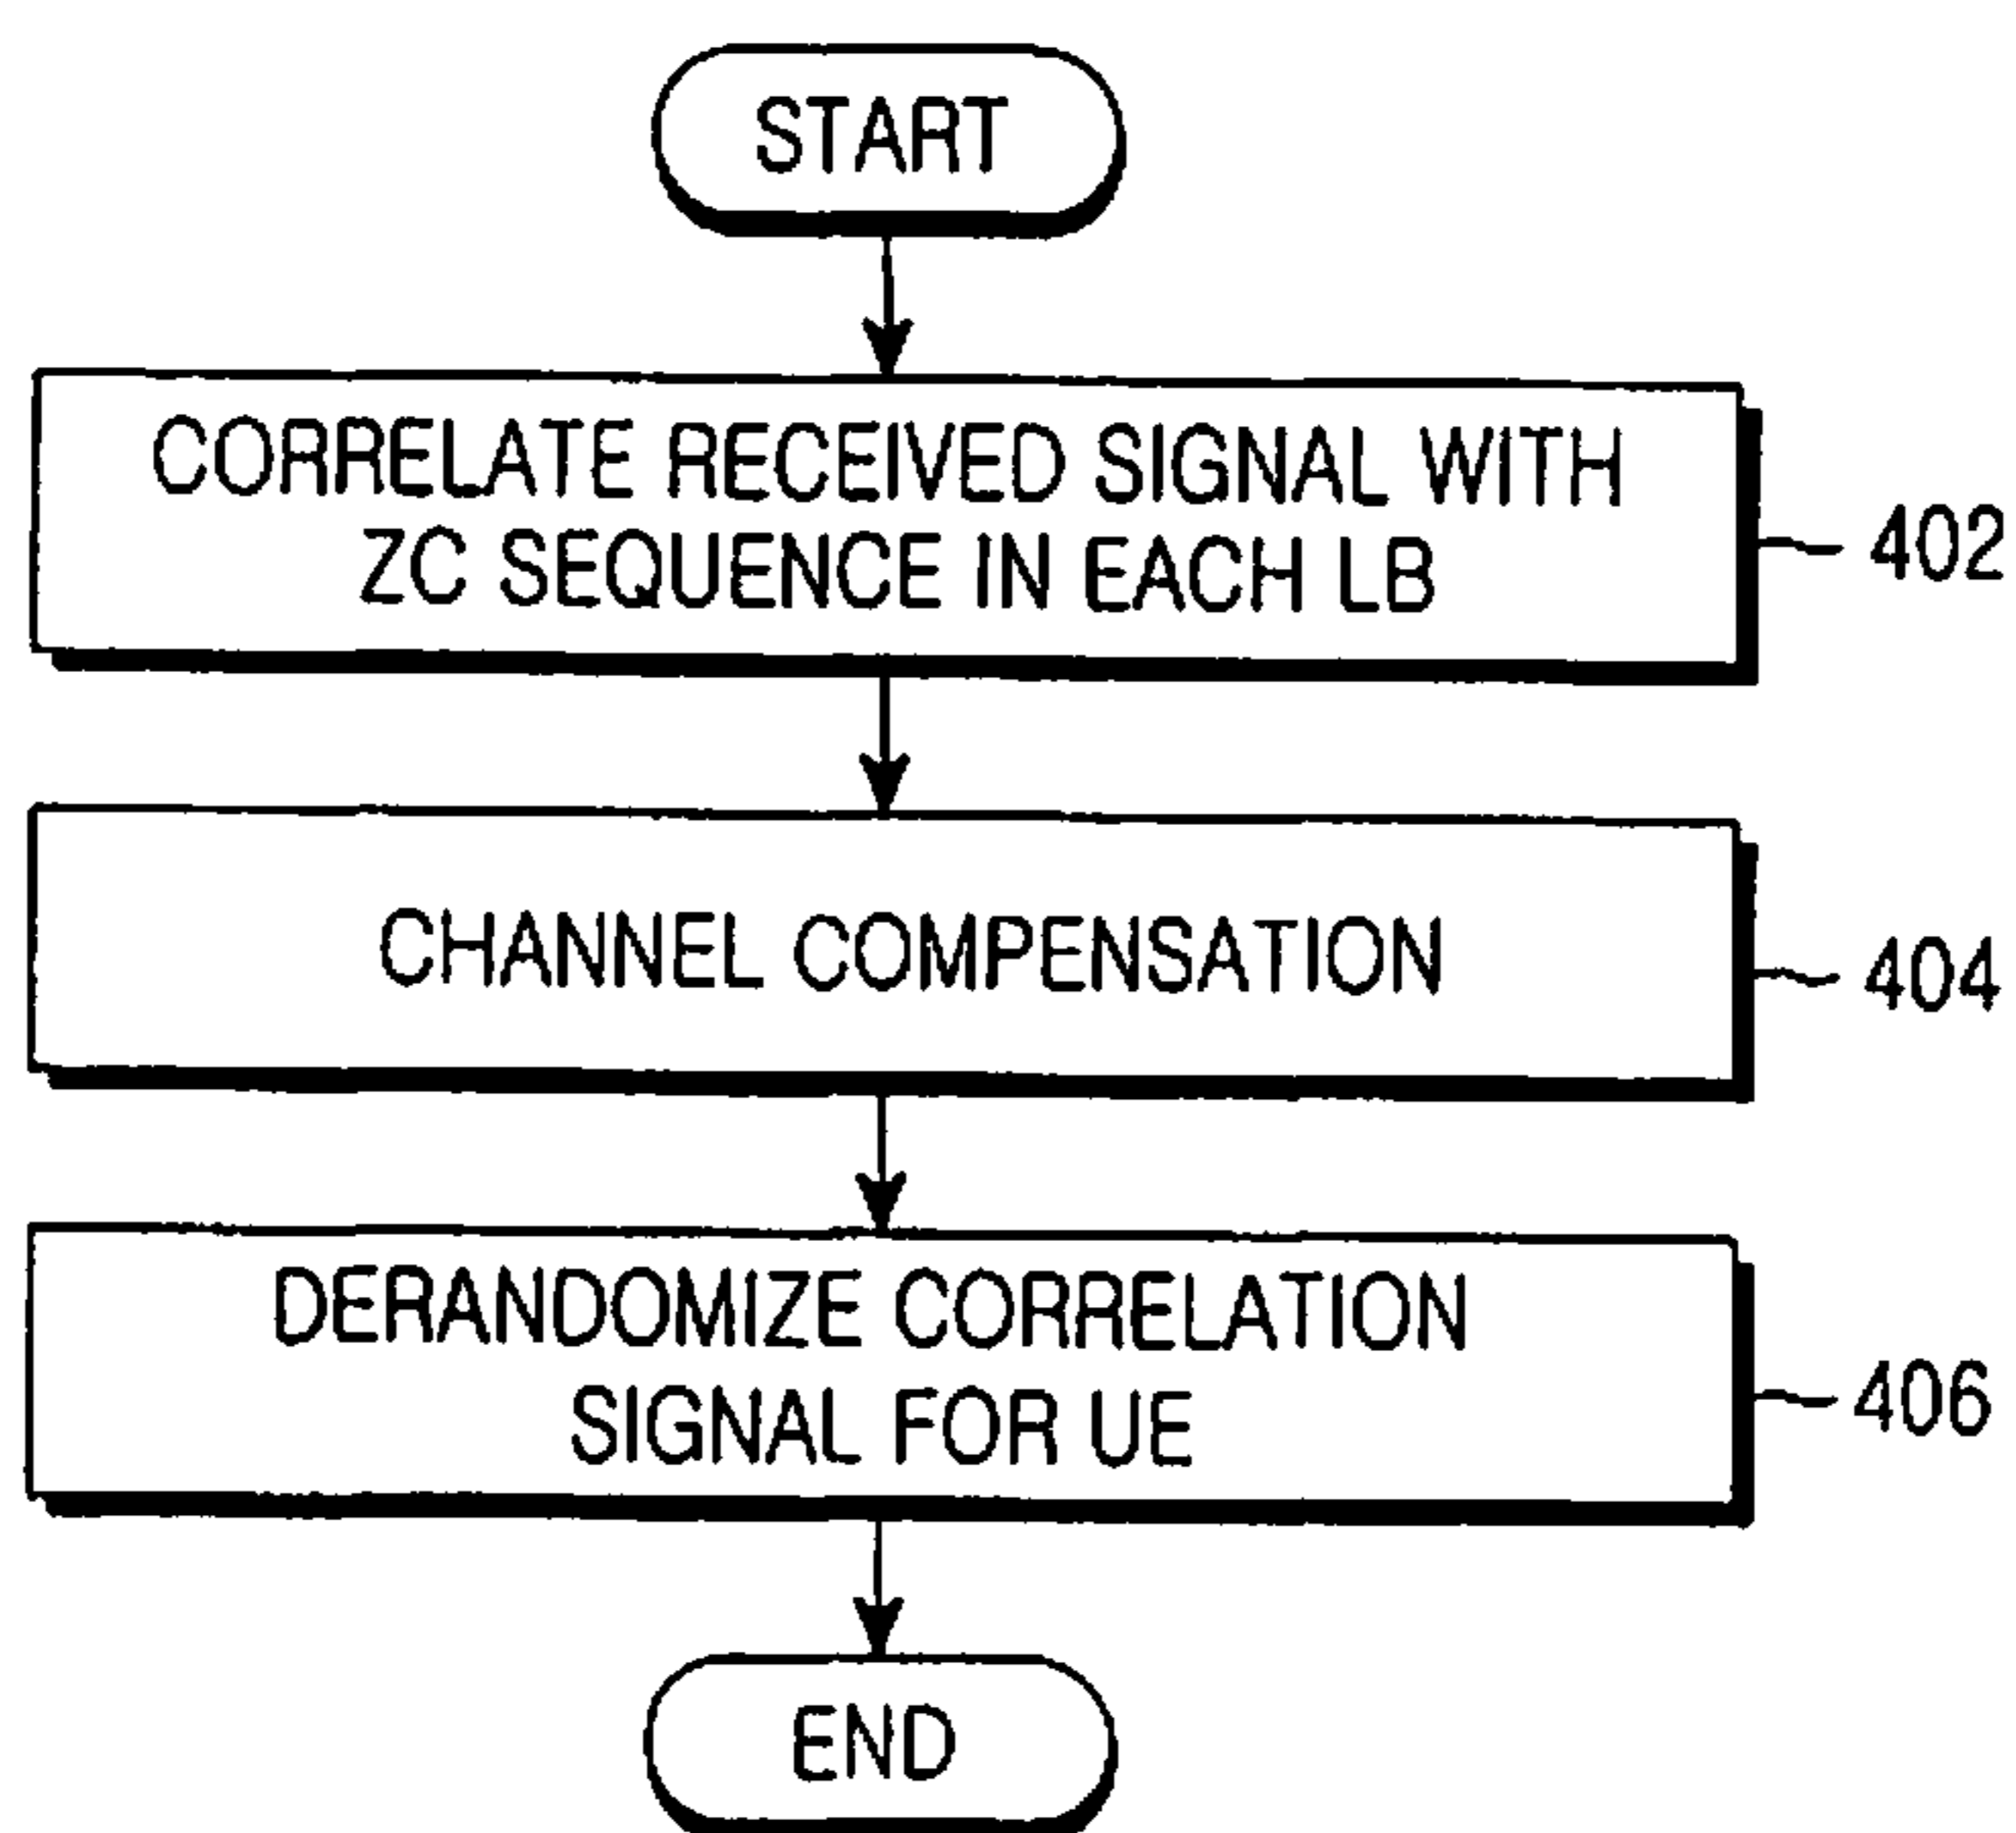 START
CORRELATE RECEIVED SIGNAL WITH
ZC SEQUENCE IN EACH LB
402
CHANNEL COMPENSATION
404
DERANDOMIZE CORRELATION
SIGNAL FOR UE
406
END